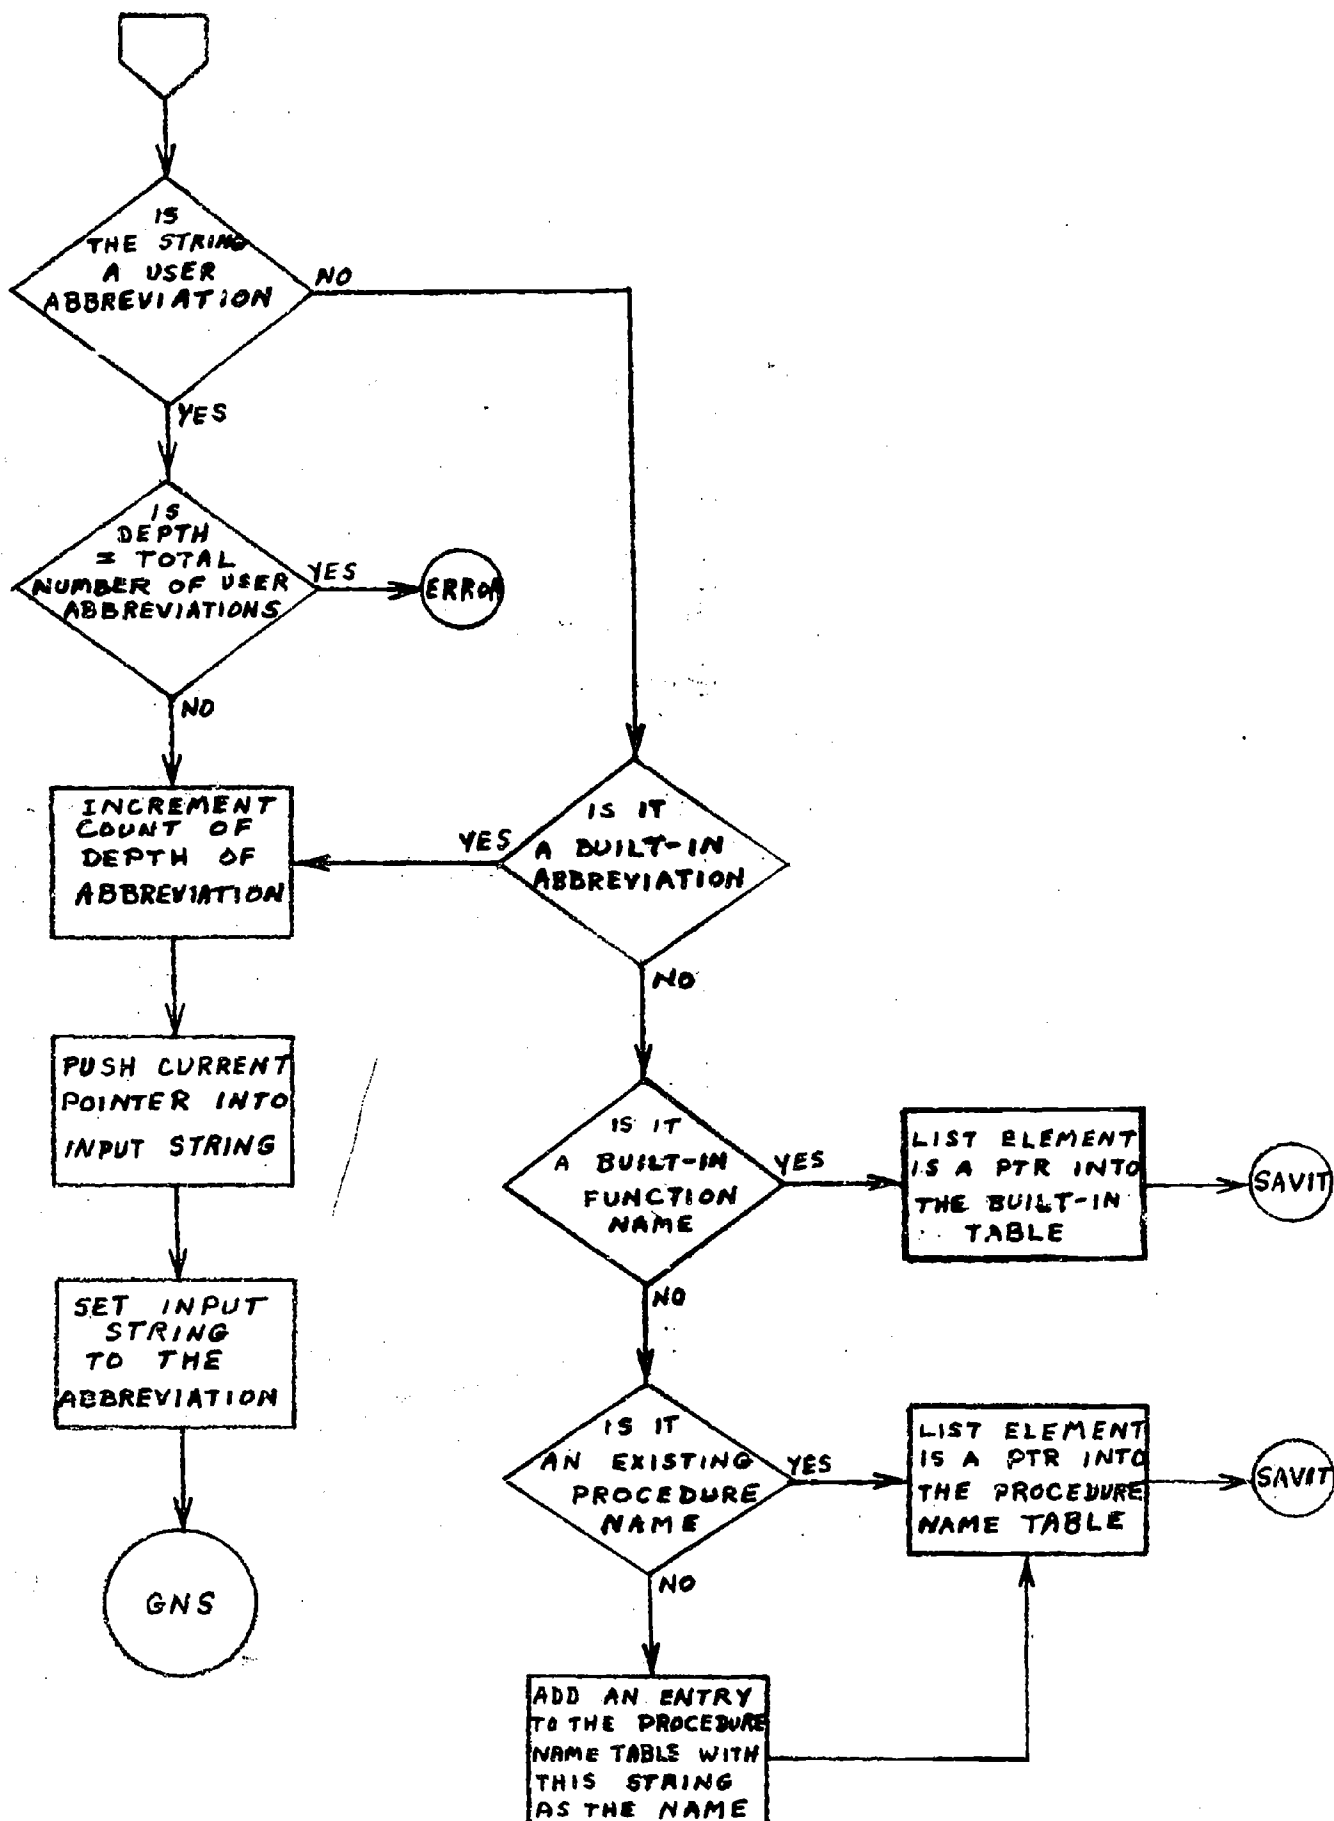 IS
THE STRING
A USER
ABBREVIATION
NO
YES
IS
DEPTH
= TOTAL
NUMBER OF USER
ABBREVIATIONS
YES
ERROR
NO
INCREMENT
COUNT OF
DEPTH OF
ABBREVIATION
YES
IS IT
A BUILT-IN
ABBREVIATION
NO
PUSH CURRENT
POINTER INTO
INPUT STRING
IS IT
A BUILT-IN
FUNCTION
NAME
YES
LIST ELEMENT
IS A PTR INTO
THE BUILT-IN
TABLE
SAVIT
NO
SET INPUT
STRING
TO THE
ABBREVIATION
GNS
IS IT
AN EXISTING
PROCEDURE
NAME
YES
LIST ELEMENT
IS A PTR INTO
THE PROCEDURE
NAME TABLE
SAVIT
NO
ADD AN ENTRY
TO THE PROCEDURE
NAME TABLE WITH
THIS STRING
AS THE NAME